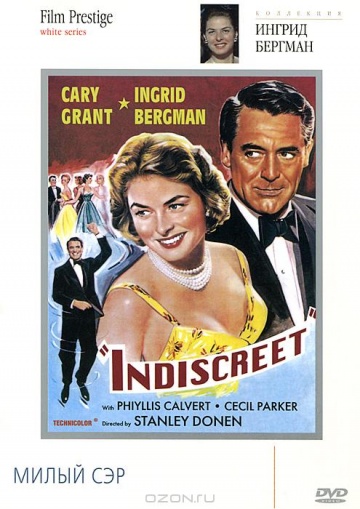 Film Prestige
white series
КОЛЛЕКЦИЯ
ИНГРИД
БЕРГМАН
CARY
GRANT
INGRID
BERGMAN
"INDISCREET"
with PHYLLIS CALVERT • CECIL PARKER
TECHNICOLOR
Directed by STANLEY DONEN
МИЛЫЙ СЭР
ozon.ru
DVD
VIDEO